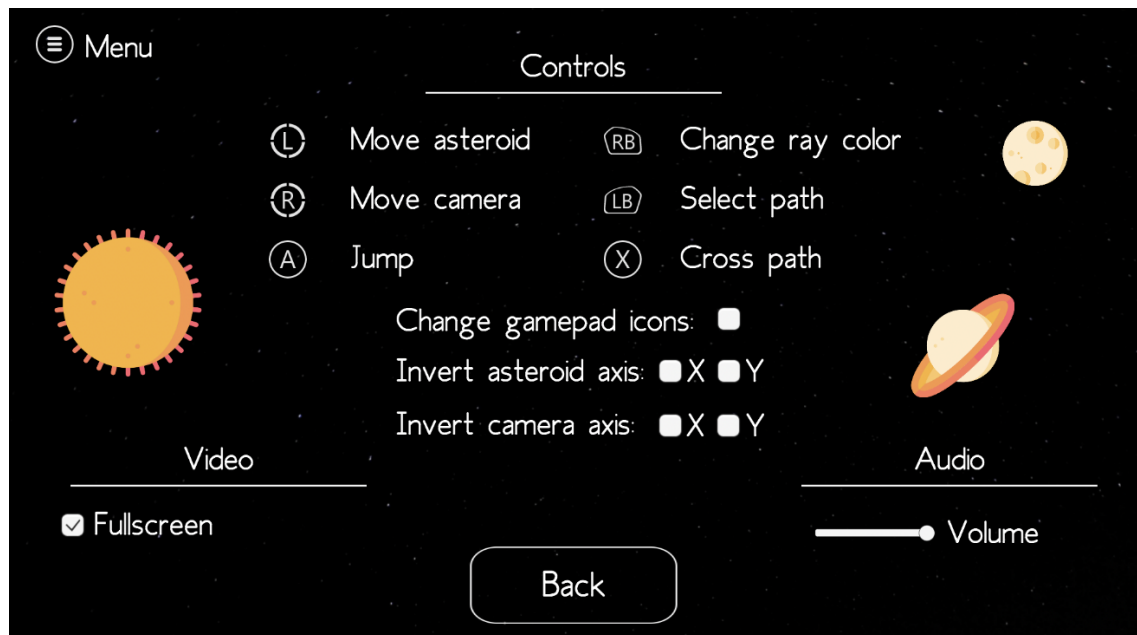 Menu
Controls
L Move asteroid RB Change ray color
R Move camera LB Select path
A Jump X Cross path
Change gamepad icons:
Invert asteroid axis: X Y
Invert camera axis: X Y
Video
Audio
Fullscreen
Volume
Back